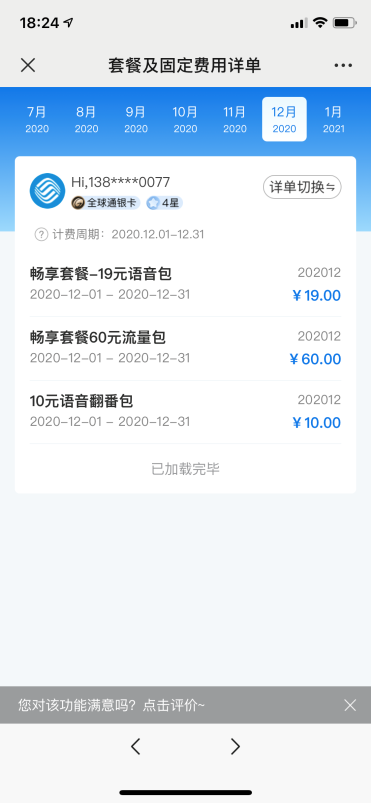 18:24
套餐及固定费用详单
7月 8月 9月 10月 11月 12月 1月
2020 2020 2020 2020 2020 2020 2021
Hi,138****0077
详单切换
全球通银卡 4星
? 计费周期：2020.12.01-12.31
畅享套餐-19元语音包 202012
2020-12-01 - 2020-12-31 ￥19.00
畅享套餐60元流量包 202012
2020-12-01 - 2020-12-31 ￥60.00
10元语音翻番包 202012
2020-12-01 - 2020-12-31 ￥10.00
已加载完毕
您对该功能满意吗？点击评价~